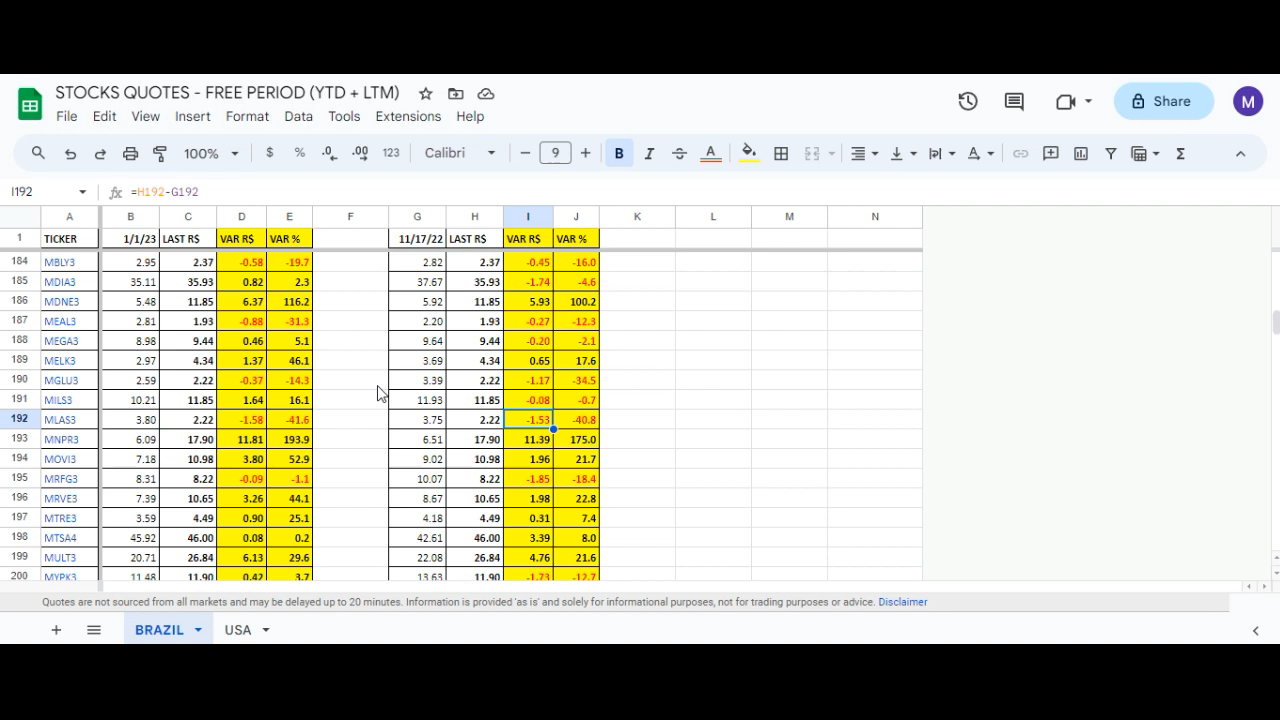 STOCKS QUOTES - FREE PERIOD (YTD + LTM)
File Edit View Insert Format Data Tools Extensions Help
Share M
100% $ % .0 .00 123 Calibri 9 B I S A
I192 fx =H192-G192
A B C D E F G H I J K L M N
1 TICKER 1/1/23 LAST R$ VAR R$ VAR % 11/17/22 LAST R$ VAR R$ VAR %
184 MBLY3 2.95 2.37 -0.58 -19.7 2.82 2.37 -0.45 -16.0
185 MDIA3 35.11 35.93 0.82 2.3 37.67 35.93 -1.74 -4.6
186 MDNE3 5.48 11.85 6.37 116.2 5.92 11.85 5.93 100.2
187 MEAL3 2.81 1.93 -0.88 -31.3 2.20 1.93 -0.27 -12.3
188 MEGA3 8.98 9.44 0.46 5.1 9.64 9.44 -0.20 -2.1
189 MELK3 2.97 4.34 1.37 46.1 3.69 4.34 0.65 17.6
190 MGLU3 2.59 2.22 -0.37 -14.3 3.39 2.22 -1.17 -34.5
191 MILS3 10.21 11.85 1.64 16.1 11.93 11.85 -0.08 -0.7
192 MLAS3 3.80 2.22 -1.58 -41.6 3.75 2.22 -1.53 -40.8
193 MNPR3 6.09 17.90 11.81 193.9 6.51 17.90 11.39 175.0
194 MOVI3 7.18 10.98 3.80 52.9 9.02 10.98 1.96 21.7
195 MRFG3 8.31 8.22 -0.09 -1.1 10.07 8.22 -1.85 -18.4
196 MRVE3 7.39 10.65 3.26 44.1 8.67 10.65 1.98 22.8
197 MTRE3 3.59 4.49 0.90 25.1 4.18 4.49 0.31 7.4
198 MTSA4 45.92 46.00 0.08 0.2 42.61 46.00 3.39 8.0
199 MULT3 20.71 26.84 6.13 29.6 22.08 26.84 4.76 21.6
200 MYPK3 11.48 11.90 0.42 3.7 13.63 11.90 -1.73 -12.7
Quotes are not sourced from all markets and may be delayed up to 20 minutes. Information is provided 'as is' and solely for informational purposes, not for trading purposes or advice. Disclaimer
BRAZIL USA